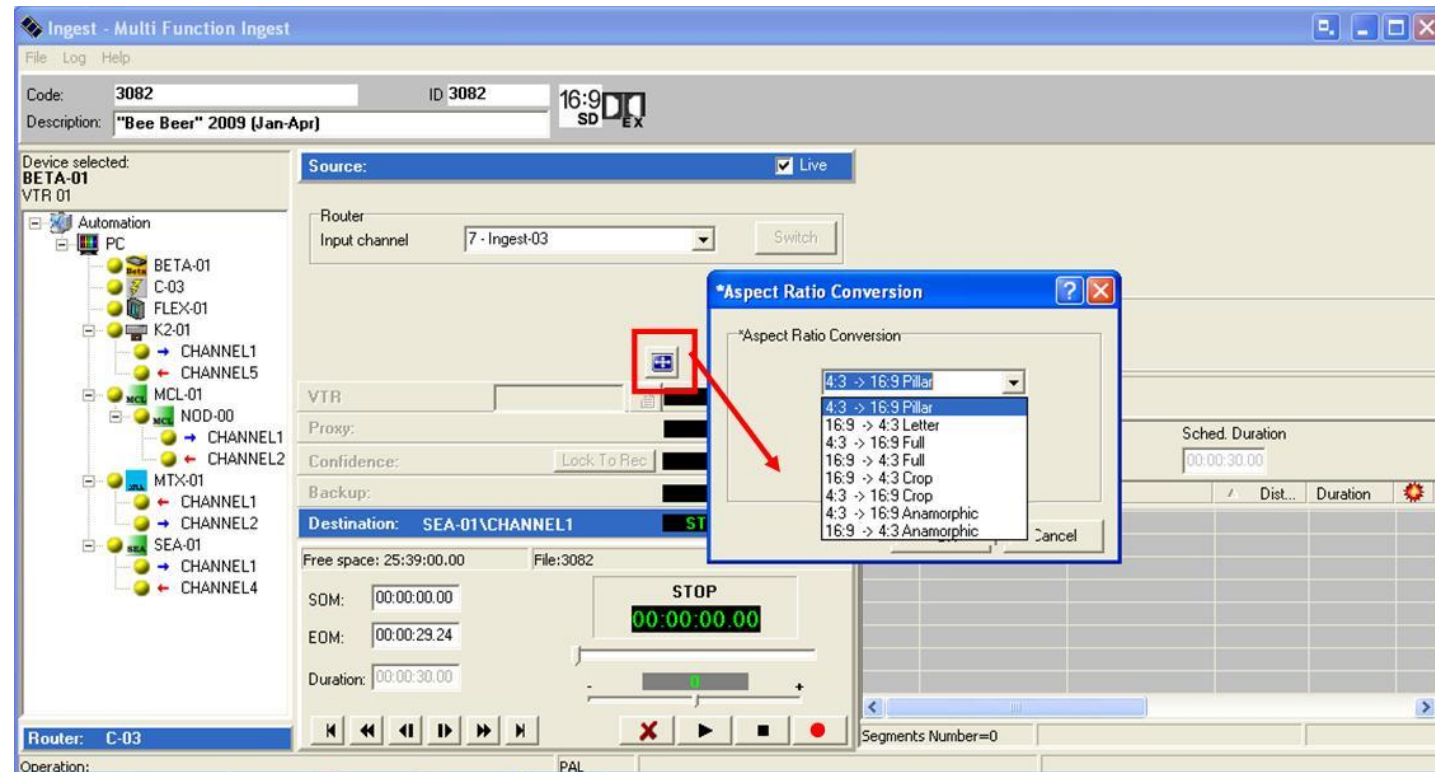 Ingest - Multi Function Ingest
File Log Help
Code: 3082 ID 3082
Description: "Bee Beer" 2009 (Jan-Apr)
16:9
SD EX
Device selected:
BETA-01
VTR 01
Automation
PC
BETA-01
C-03
FLEX-01
K2-01
CHANNEL1
CHANNEL5
MCL-01
NOD-00
CHANNEL1
CHANNEL2
MTX-01
CHANNEL1
CHANNEL2
SEA-01
CHANNEL1
CHANNEL4
Router: C-03
Source: Live
Router
Input channel 7 - Ingest-03 Switch
VTR
Proxy:
Confidence: Lock To Rec
Backup:
Destination: SEA-01\CHANNEL1 ST
Free space: 25:39:00.00 File:3082
SOM: 00:00:00.00
EOM: 00:00:29.24
Duration: 00:00:30.00
STOP
00:00:00.00
- 0 +
*Aspect Ratio Conversion
*Aspect Ratio Conversion
4:3 -> 16:9 Pillar
4:3 -> 16:9 Pillar
16:9 -> 4:3 Letter
4:3 -> 16:9 Full
16:9 -> 4:3 Full
16:9 -> 4:3 Crop
4:3 -> 16:9 Crop
4:3 -> 16:9 Anamorphic
16:9 -> 4:3 Anamorphic
Cancel
Sched. Duration
00:00:30.00
Dist... Duration
Segments Number=0
Operation: PAL